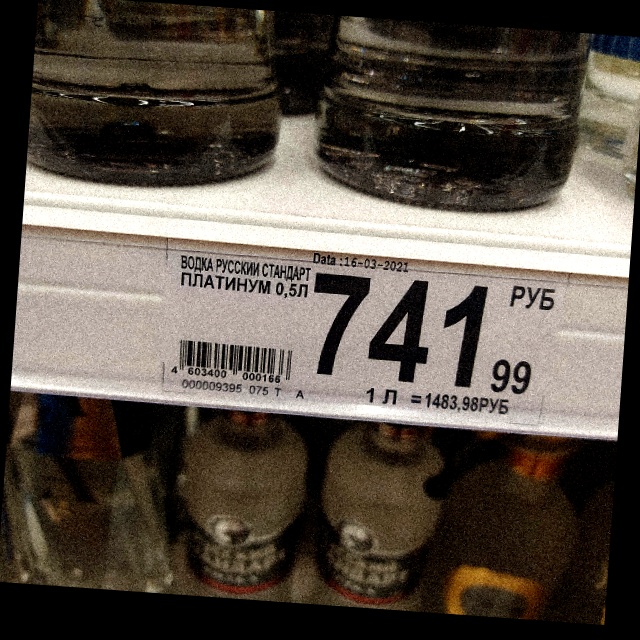 Data :16-03-2021
ВОДКА РУССКИЙ СТАНДАРТ
ПЛАТИНУМ 0,5Л
741 99 РУБ
4 603400 000166
000009395 075 Т А
1 Л =1483,98РУБ